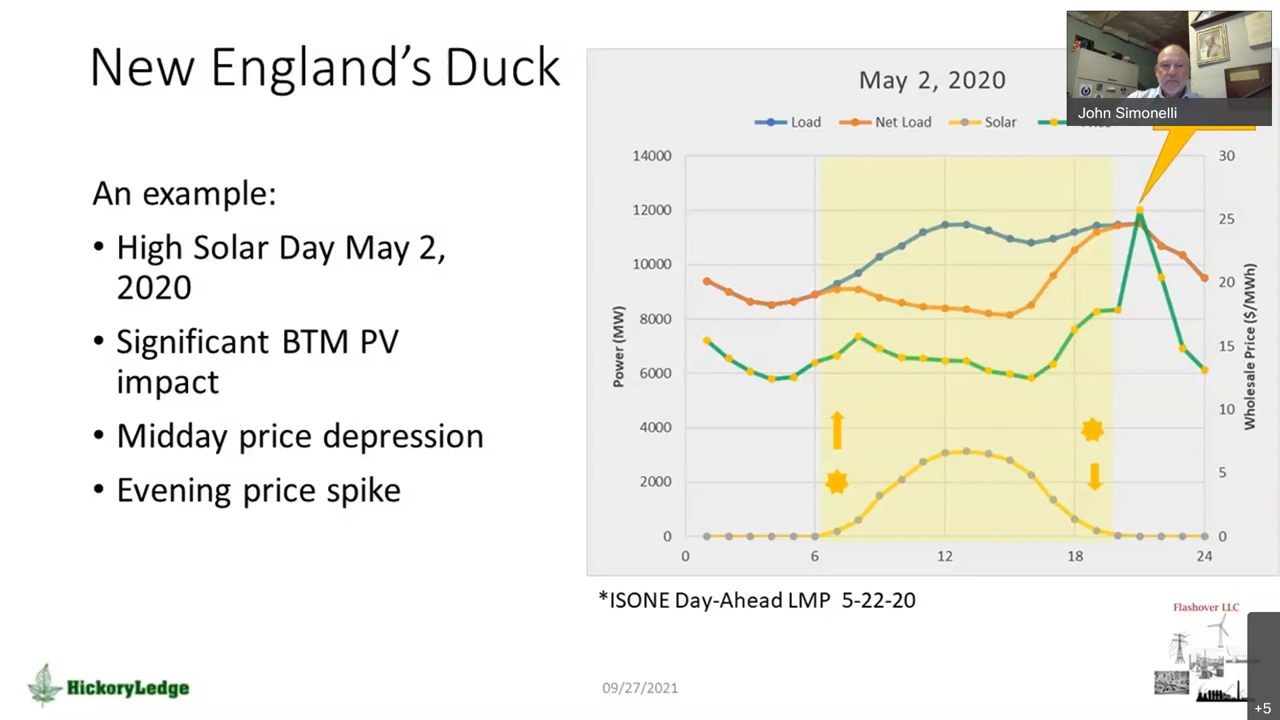 New England's Duck
An example:
• High Solar Day May 2,
2020
• Significant BTM PV
impact
• Midday price depression
• Evening price spike
May 2, 2020
Load
Net Load
Solar
John Simonelli
14000
12000
10000
8000
6000
4000
2000
0
Power (MW)
30
25
20
15
10
5
0
Wholesale Price ($/MWh)
0 6 12 18 24
*ISONE Day-Ahead LMP 5-22-20
HickoryLedge
09/27/2021
Flashover LLC
+5